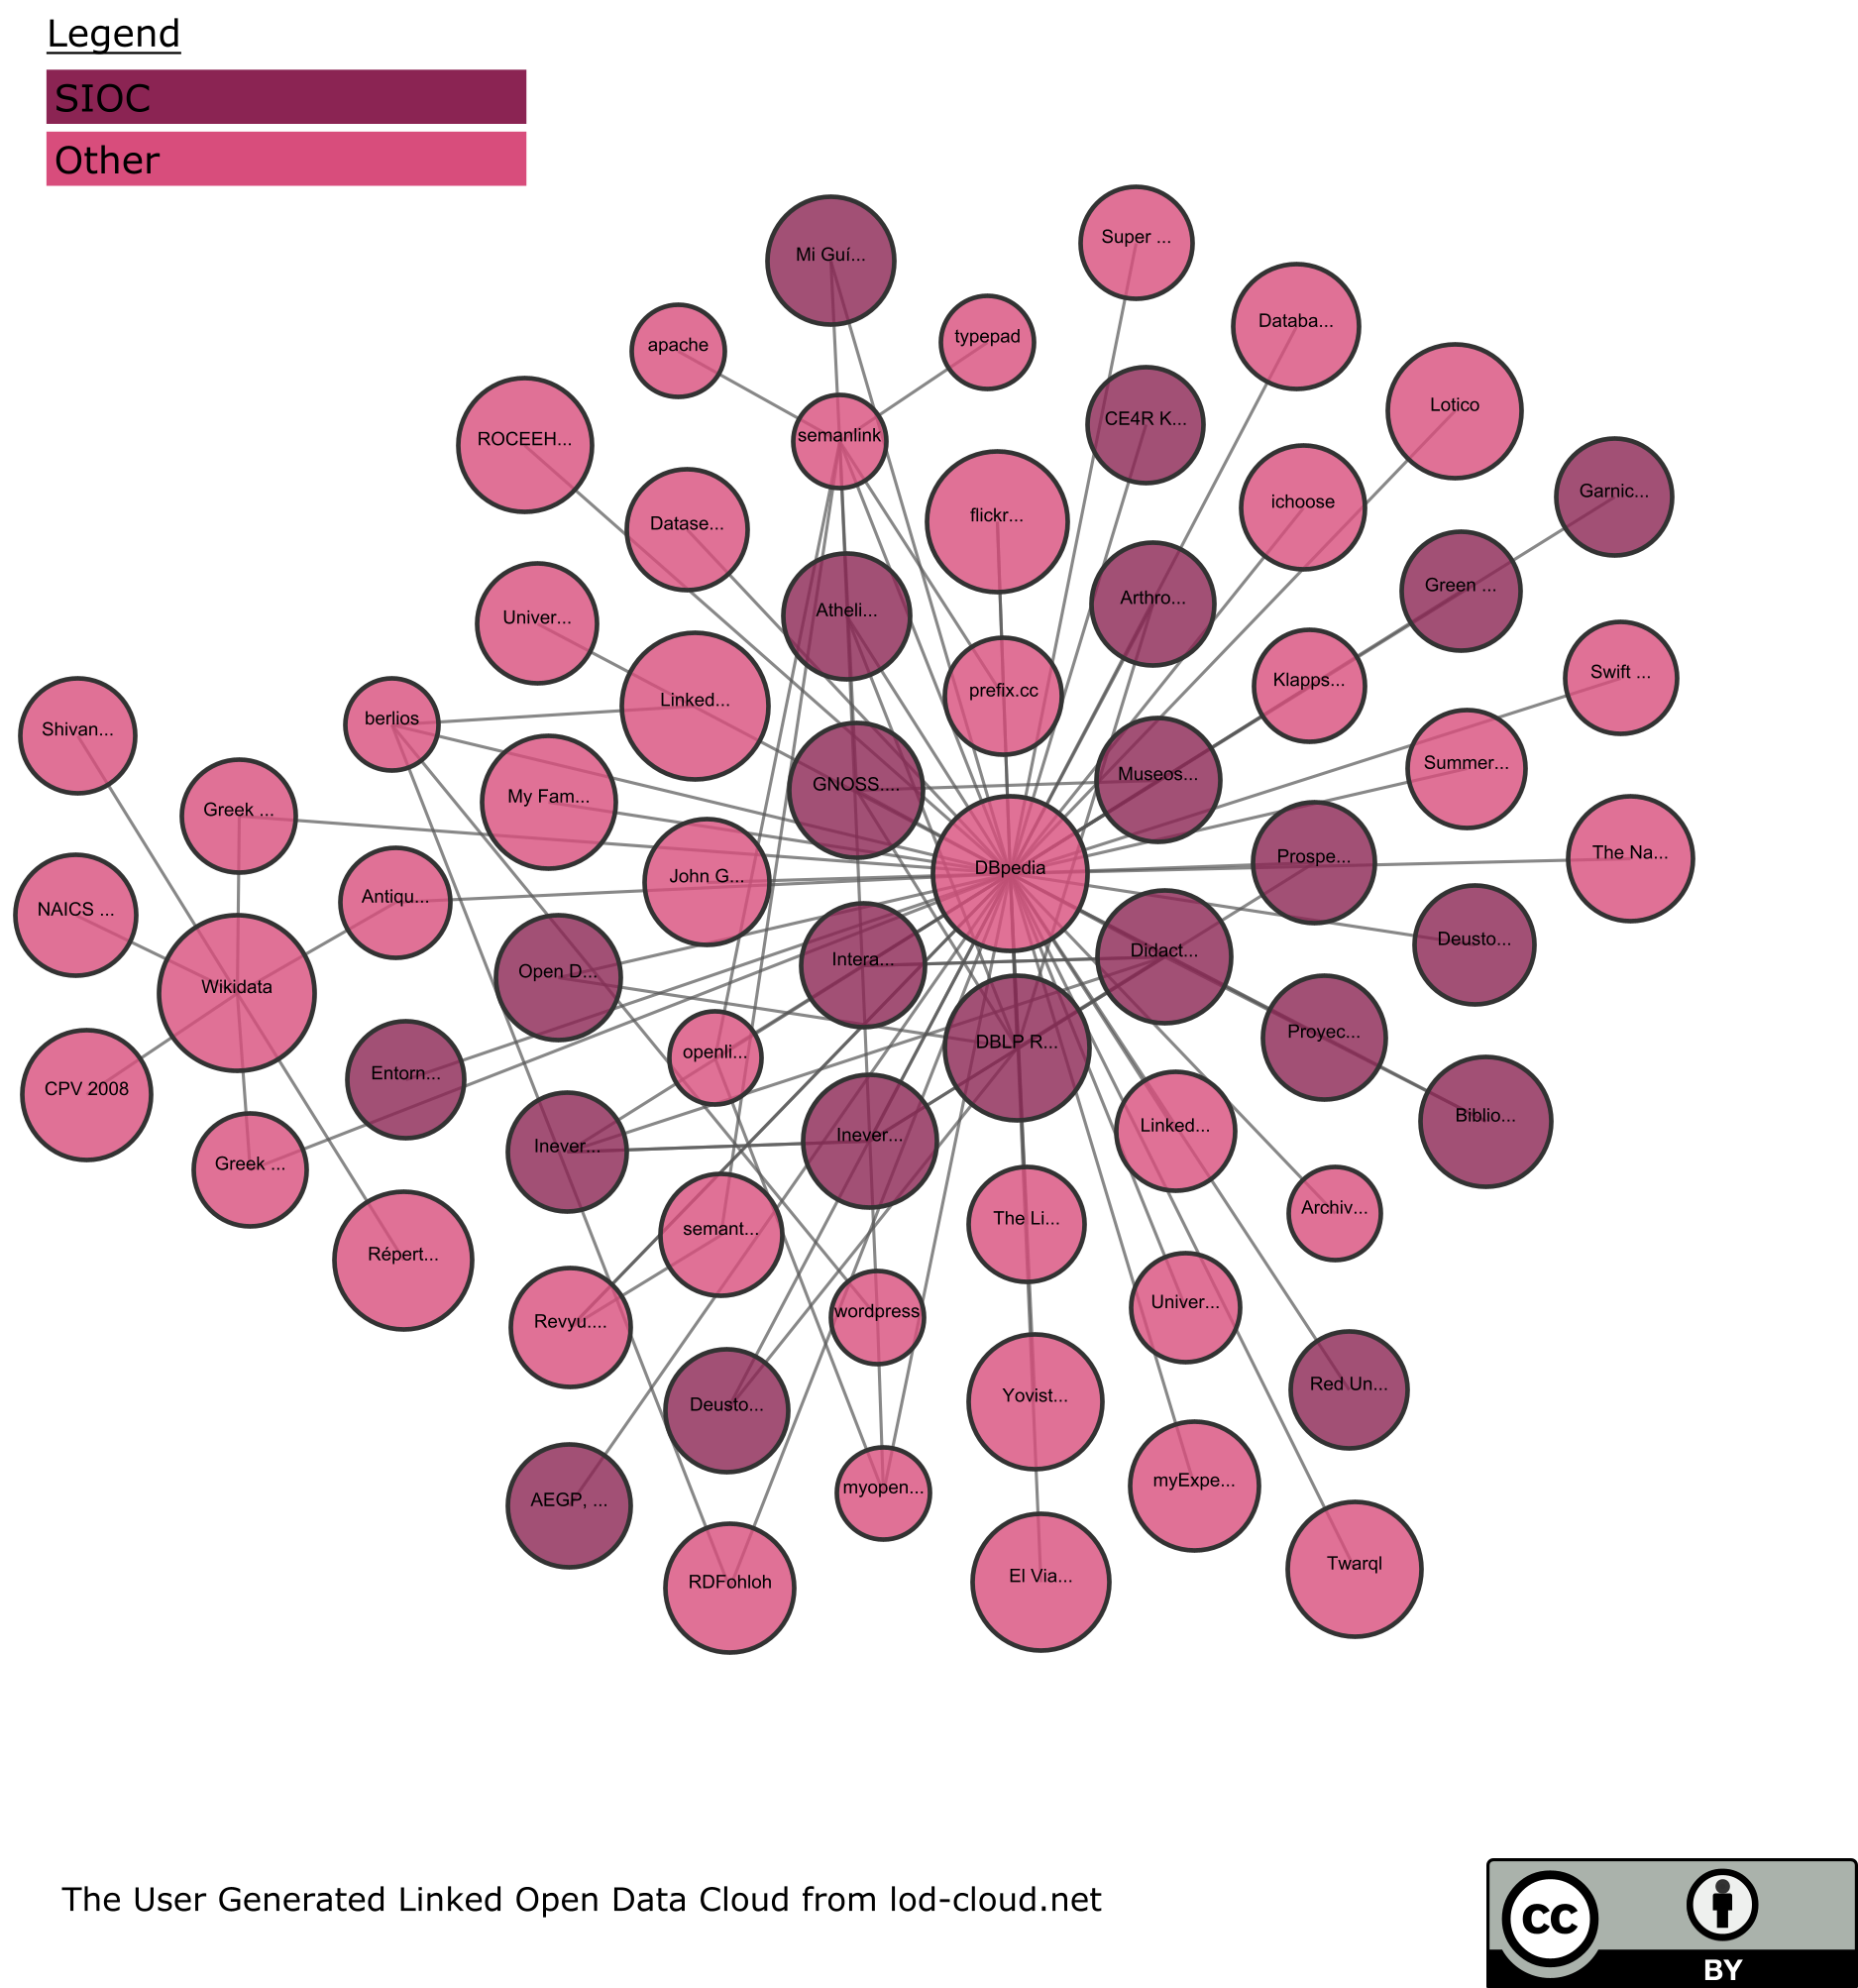 Legend
SIOC
Other
Super ...
Mi Guí...
Databa...
typepad
apache
Lotico
CE4R K...
semanlink
ROCEEH...
Garnic...
ichoose
flickr...
Datase...
Green ...
Arthro...
Atheli...
Univer...
Swift ...
Klapps...
prefix.cc
Linked...
berlios
Shivan...
Summer...
Museos...
GNOSS....
My Fam...
Greek ...
The Na...
Prospe...
DBpedia
John G...
Antiqu...
NAICS ...
Deusto...
Didact...
Intera...
Open D...
Wikidata
Proyec...
DBLP R...
openli...
Entorn...
CPV 2008
Biblio...
Linked...
Inever...
Inever...
Greek ...
Archiv...
The Li...
semant...
Répert...
Univer...
wordpress
Revyu....
Red Un...
Yovist...
Deusto...
myExpe...
myopen...
AEGP, ...
Twarql
El Via...
RDFohloh
The User Generated Linked Open Data Cloud from lod-cloud.net
cc
BY